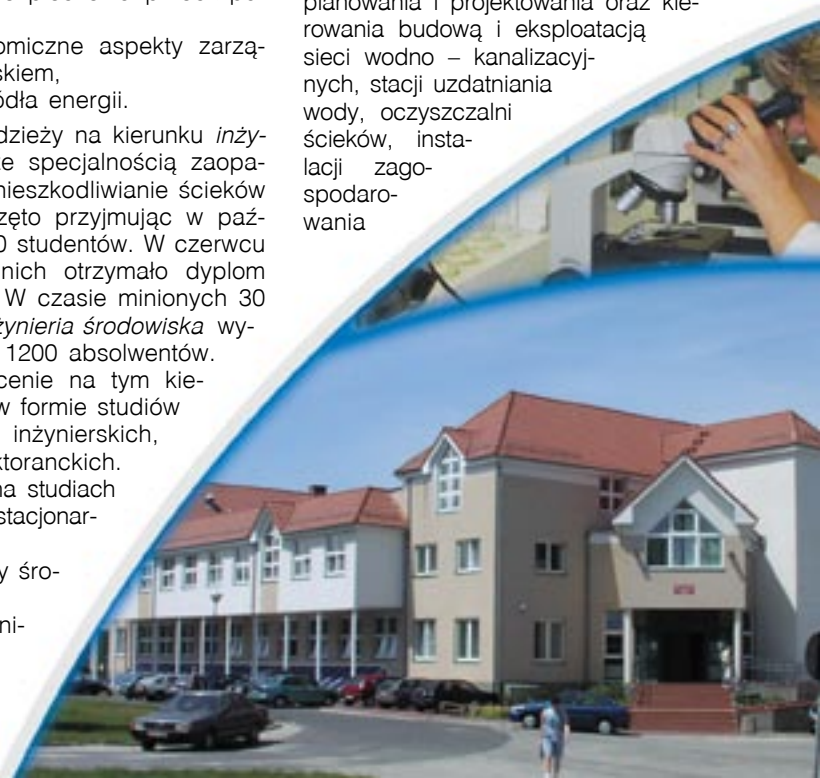 omiczne aspekty zarzą-
skiem,
ódła energii.
dzieży na kierunku inży-
ze specjalnością zaopa-
nieszkodliwianie ścieków
zęto przyjmując w paź-
0 studentów. W czerwcu
nich otrzymało dyplom
W czasie minionych 30
żynieria środowiska wy-
1200 absolwentów.
cenie na tym kie-
w formie studiów
inżynierskich,
ktoranckich.
na studiach
stacjonar-
y śro-
ni-
planowania i projektowania oraz kie-
rowania budową i eksploatacją
sieci wodno – kanalizacyj-
nych, stacji uzdatniania
wody, oczyszczalni
ścieków, insta-
lacji zago-
spodaro-
wania